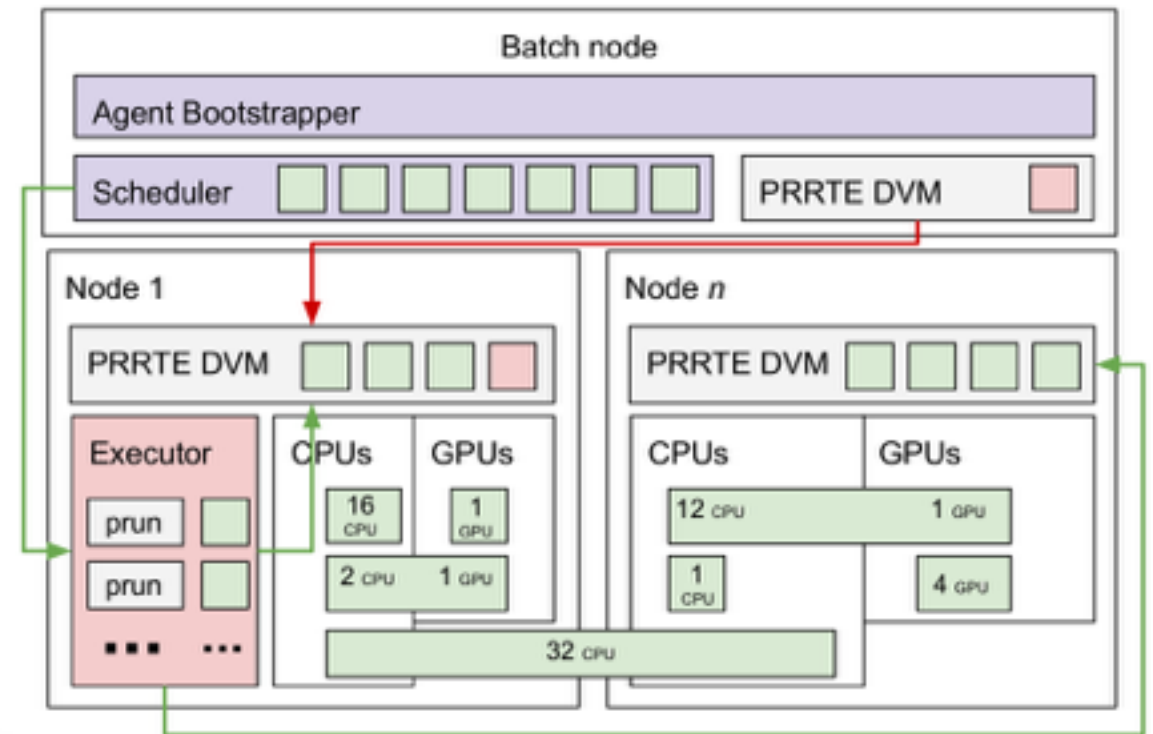 Batch node
Agent Bootstrapper
Scheduler
PRRTE DVM
Node 1
PRRTE DVM
Executor
prun
prun
... ...
CPUs
GPUs
16
CPU
1
GPU
2 CPU 1 GPU
32 CPU
Node n
PRRTE DVM
CPUs
GPUs
12 CPU 1 GPU
1
CPU
4 GPU